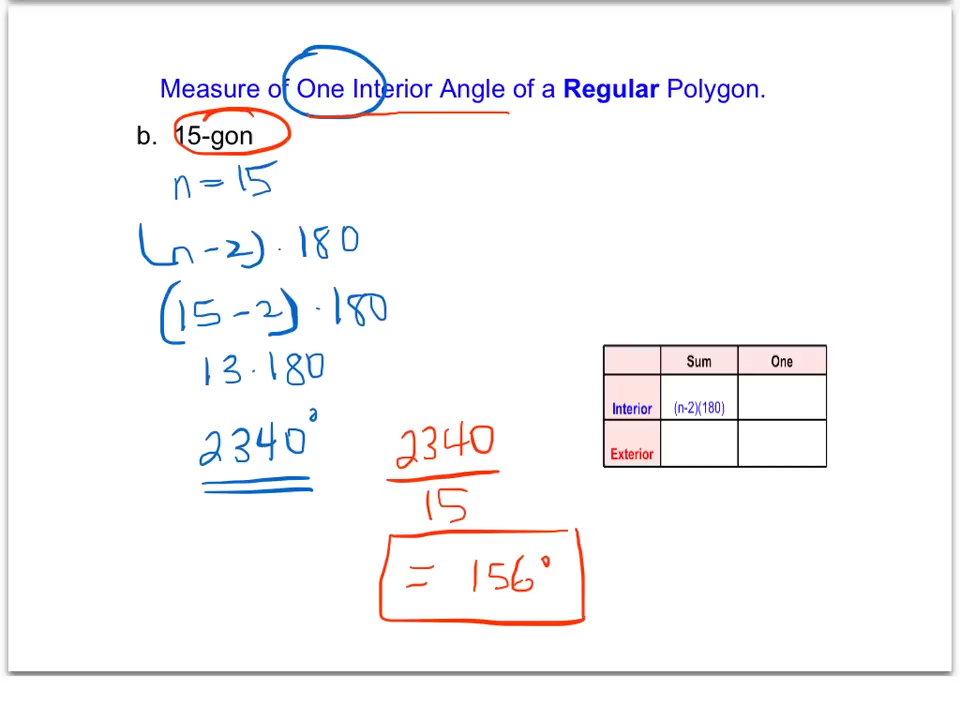 Measure of One Interior Angle of a Regular Polygon.
b. 15-gon
n = 15
(n - 2) · 180
(15 - 2) · 180
13 · 180
2340°
2340
15
= 156°
Sum One
Interior (n-2)(180)
Exterior